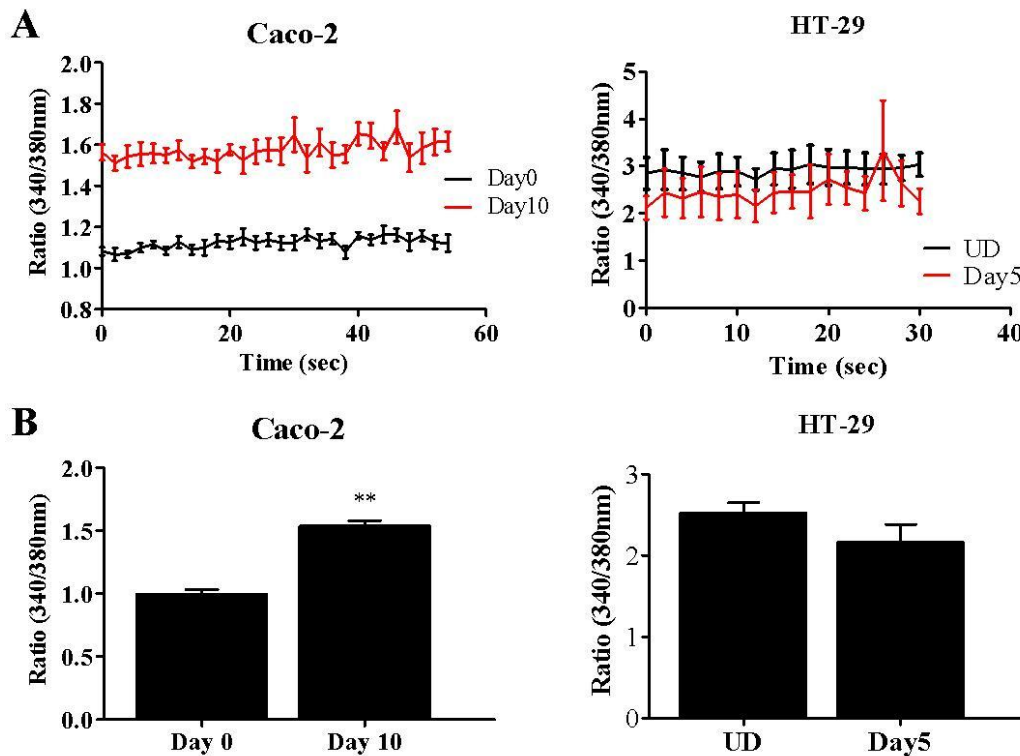 A
Caco-2
Ratio (340/380nm)
2.0
1.8
1.6
1.4
1.2
1.0
0.8
Day0
Day10
0
20
40
60
Time (sec)
HT-29
Ratio (340/380nm)
5
4
3
2
1
0
UD
Day5
0
10
20
30
40
Time (sec)
B
Caco-2
Ratio (340/380nm)
2.0
1.5
1.0
0.5
0.0
**
Day 0
Day 10
HT-29
Ratio (340/380nm)
3
2
1
0
UD
Day5